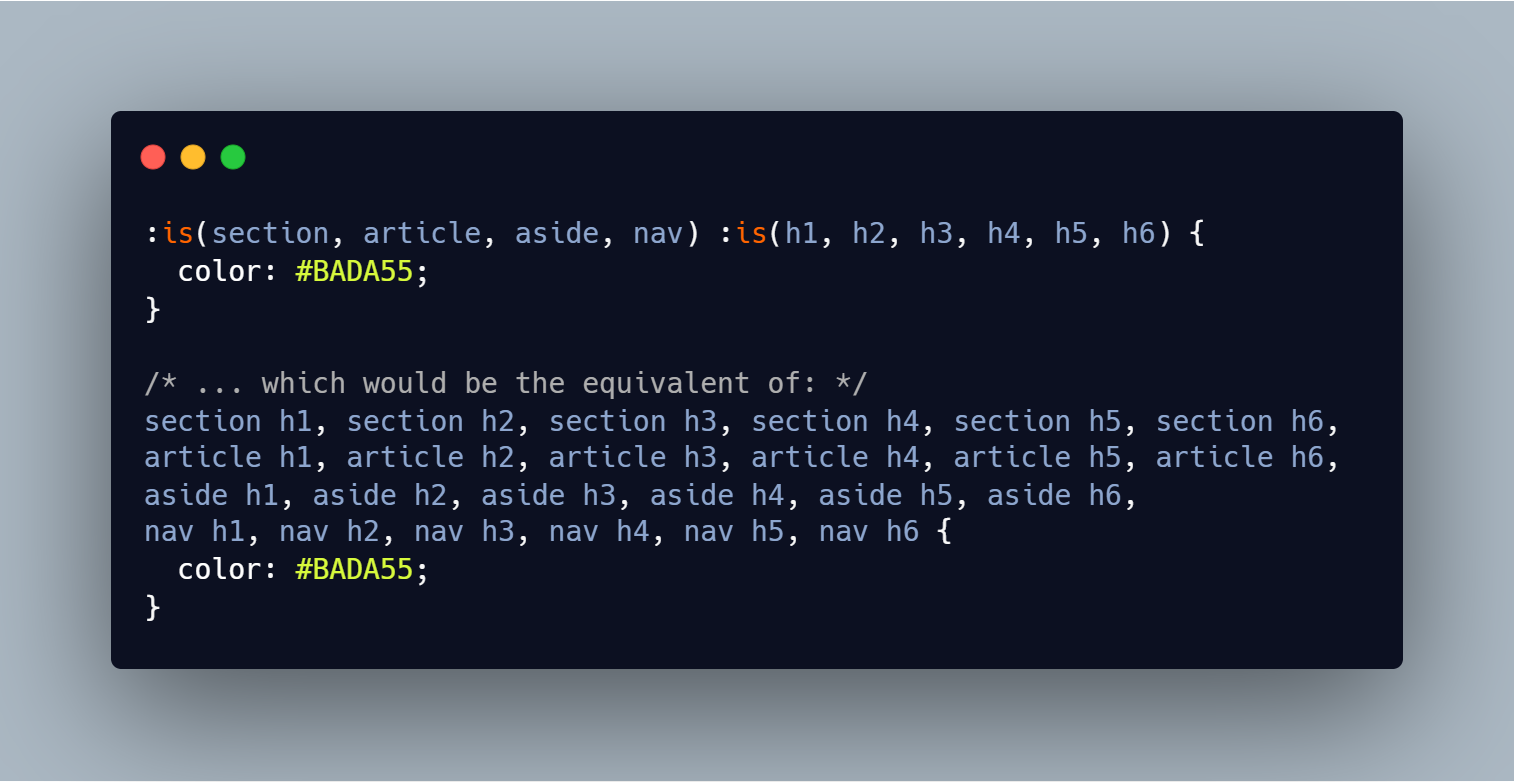 :is(section, article, aside, nav) :is(h1, h2, h3, h4, h5, h6) {
  color: #BADA55;
}

/* ... which would be the equivalent of: */
section h1, section h2, section h3, section h4, section h5, section h6,
article h1, article h2, article h3, article h4, article h5, article h6,
aside h1, aside h2, aside h3, aside h4, aside h5, aside h6,
nav h1, nav h2, nav h3, nav h4, nav h5, nav h6 {
  color: #BADA55;
}